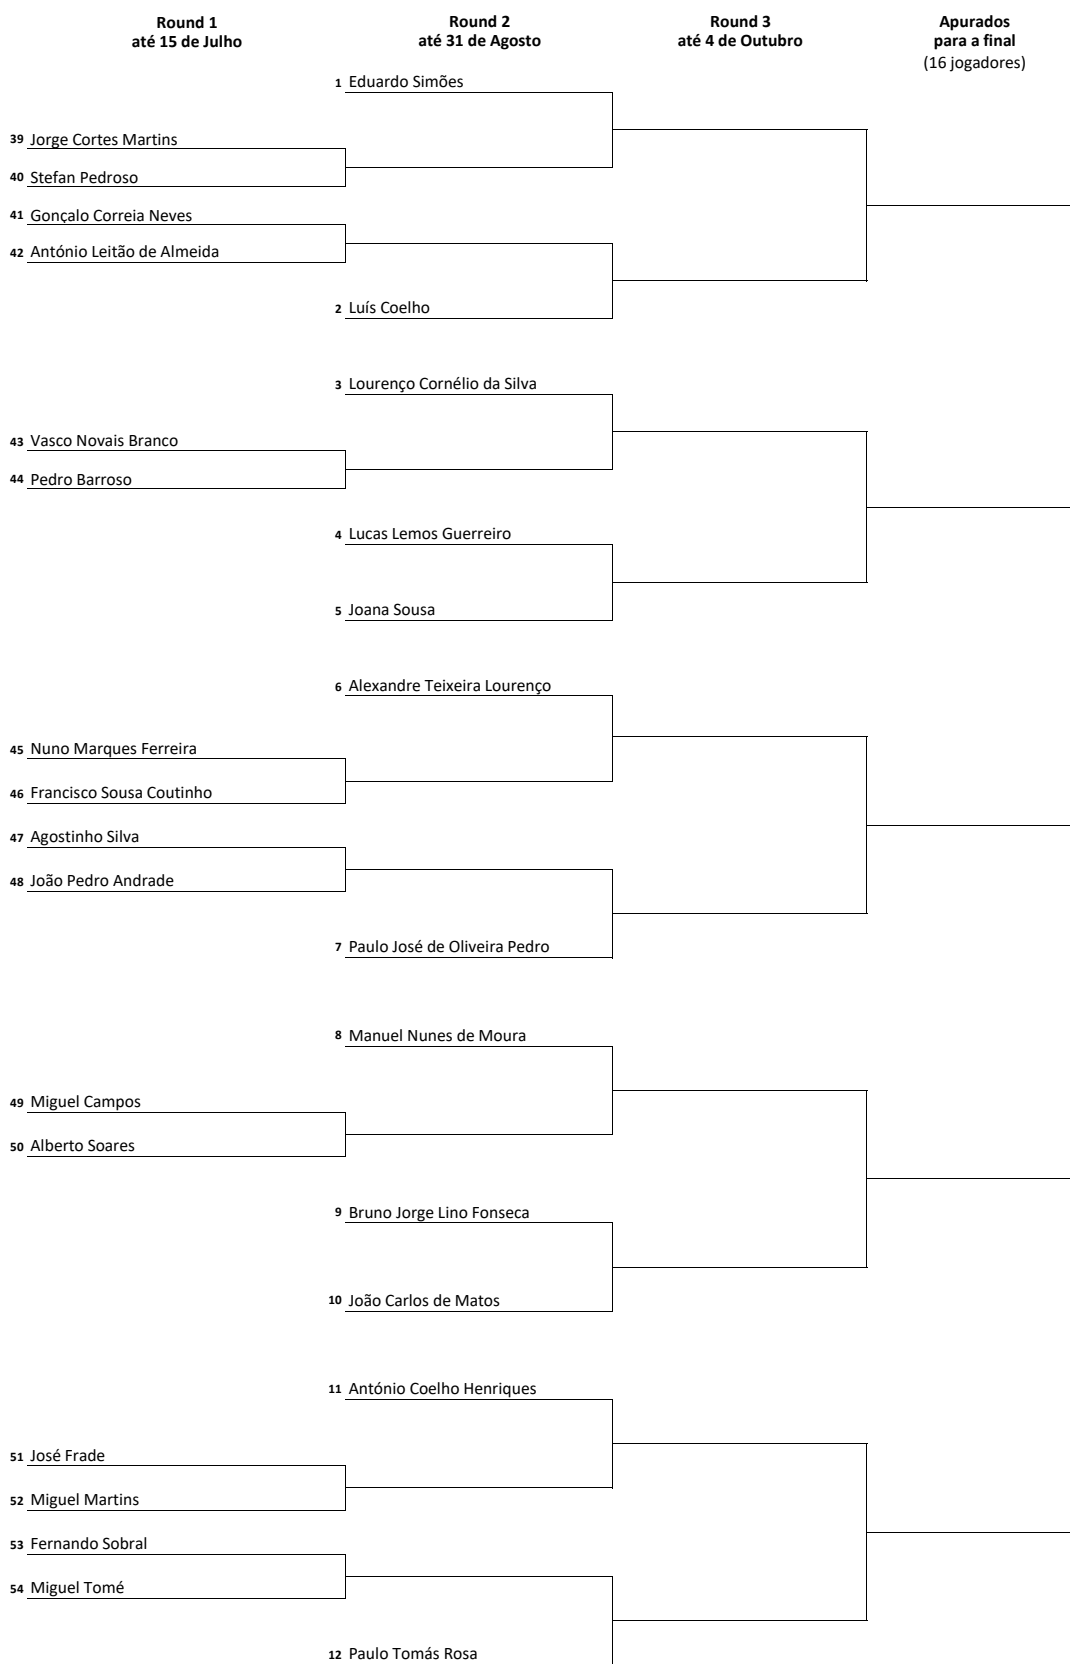 Round 1
até 15 de Julho
Round 2
até 31 de Agosto
Round 3
até 4 de Outubro
Apurados
para a final
(16 jogadores)
1 Eduardo Simões
39 Jorge Cortes Martins
40 Stefan Pedroso
41 Gonçalo Correia Neves
42 António Leitão de Almeida
2 Luís Coelho
3 Lourenço Cornélio da Silva
43 Vasco Novais Branco
44 Pedro Barroso
4 Lucas Lemos Guerreiro
5 Joana Sousa
6 Alexandre Teixeira Lourenço
45 Nuno Marques Ferreira
46 Francisco Sousa Coutinho
47 Agostinho Silva
48 João Pedro Andrade
7 Paulo José de Oliveira Pedro
8 Manuel Nunes de Moura
49 Miguel Campos
50 Alberto Soares
9 Bruno Jorge Lino Fonseca
10 João Carlos de Matos
11 António Coelho Henriques
51 José Frade
52 Miguel Martins
53 Fernando Sobral
54 Miguel Tomé
12 Paulo Tomás Rosa